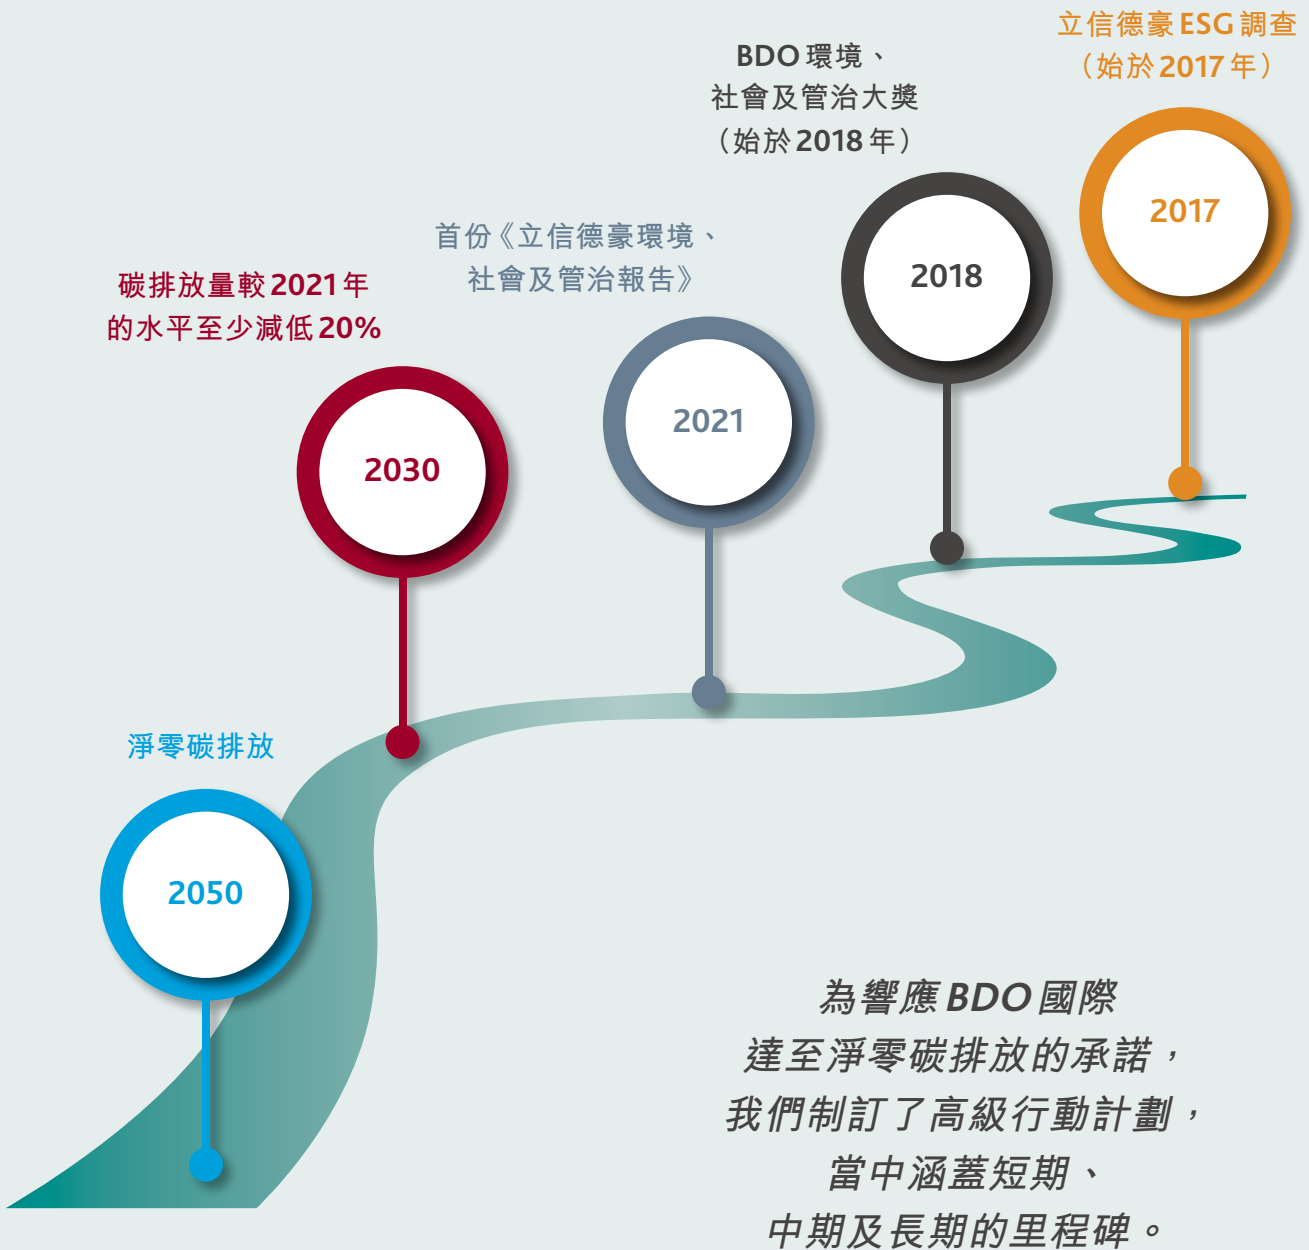 立信德豪 ESG 調查
（始於 2017 年）
2017
BDO 環境、
社會及管治大獎
（始於 2018 年）
2018
首份《立信德豪環境、
社會及管治報告》
2021
碳排放量較 2021 年
的水平至少減低 20%
2030
淨零碳排放
2050
為響應 BDO 國際
達至淨零碳排放的承諾，
我們制訂了高級行動計劃，
當中涵蓋短期、
中期及長期的里程碑。